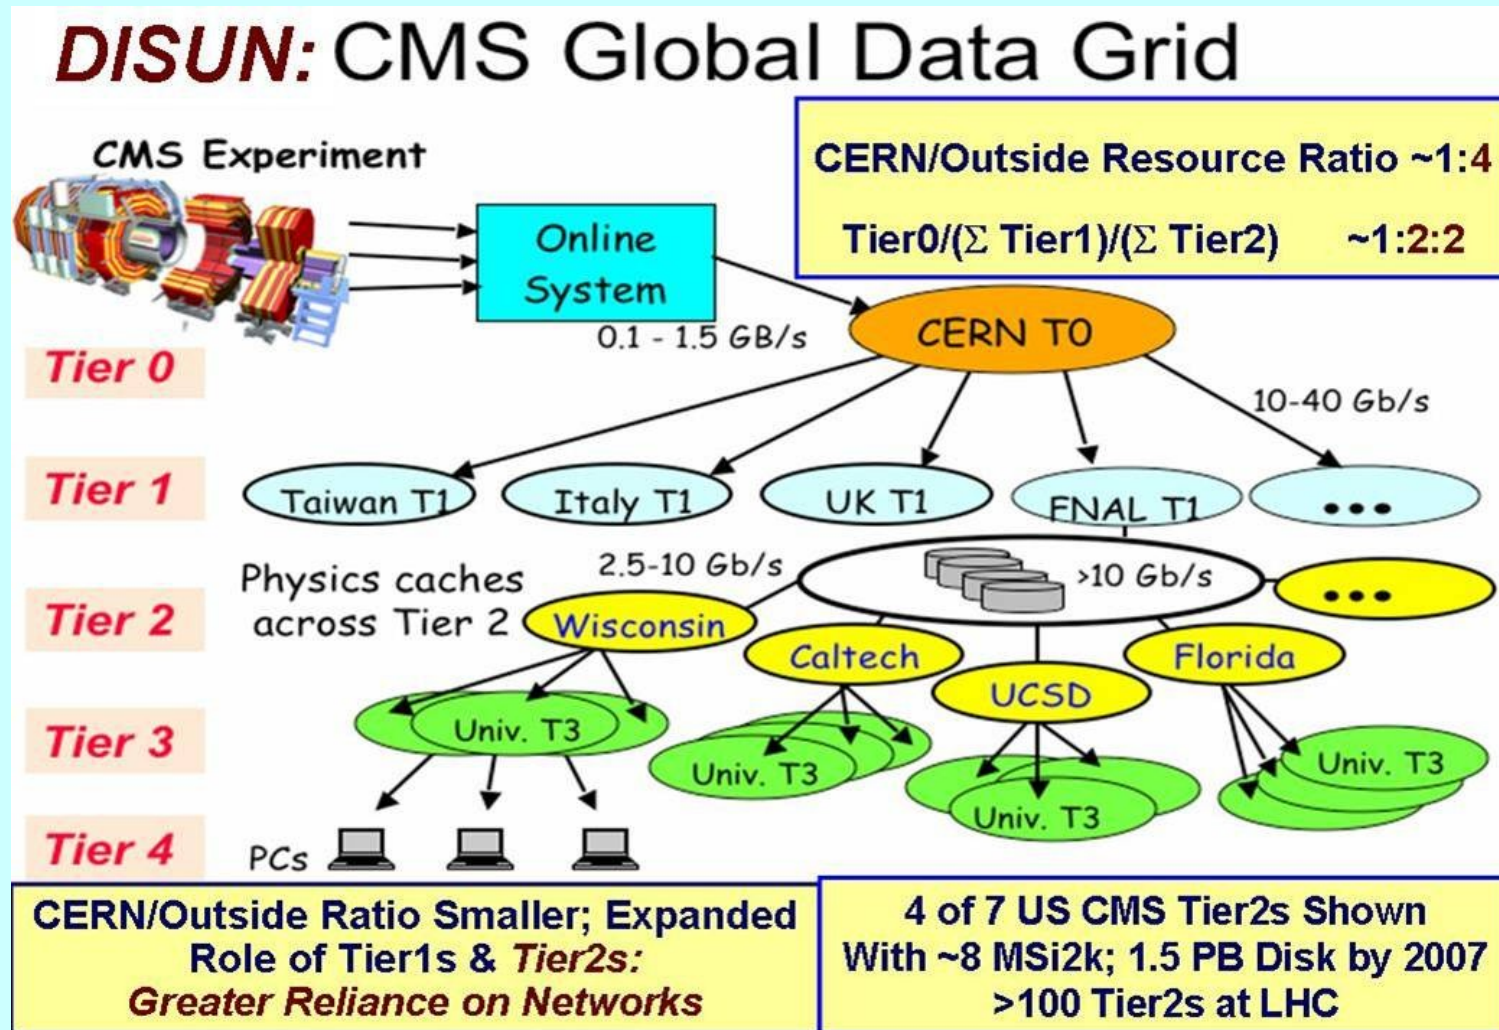 DISUN: CMS Global Data Grid
CMS Experiment
CERN/Outside Resource Ratio ~1:4
Tier0/(Σ Tier1)/(Σ Tier2) ~1:2:2
Online
System
0.1 - 1.5 GB/s
CERN T0
Tier 0
10-40 Gb/s
Tier 1
Taiwan T1
Italy T1
UK T1
FNAL T1
•••
Physics caches
across Tier 2
2.5-10 Gb/s
>10 Gb/s
•••
Tier 2
Wisconsin
Caltech
UCSD
Florida
Tier 3
Univ. T3
Univ. T3
Univ. T3
Univ. T3
Tier 4
PCs
CERN/Outside Ratio Smaller; Expanded
Role of Tier1s & Tier2s:
Greater Reliance on Networks
4 of 7 US CMS Tier2s Shown
With ~8 MSi2k; 1.5 PB Disk by 2007
>100 Tier2s at LHC